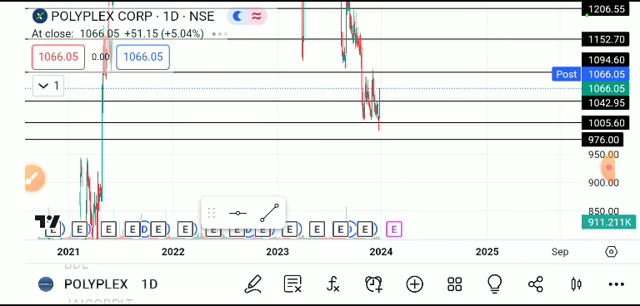 POLYPLEX CORP · 1D · NSE
At close: 1066.05 +51.15 (+5.04%)
1066.05 0.00 1066.05
1
1206.55
1152.70
1094.60
Post 1066.05
1066.05
1042.95
1005.60
976.00
950.00
900.00
850.00
911.211K
E E E E D E E E D E E E D E E
2021 2022 2023 2024 2025 Sep
POLYPLEX 1D